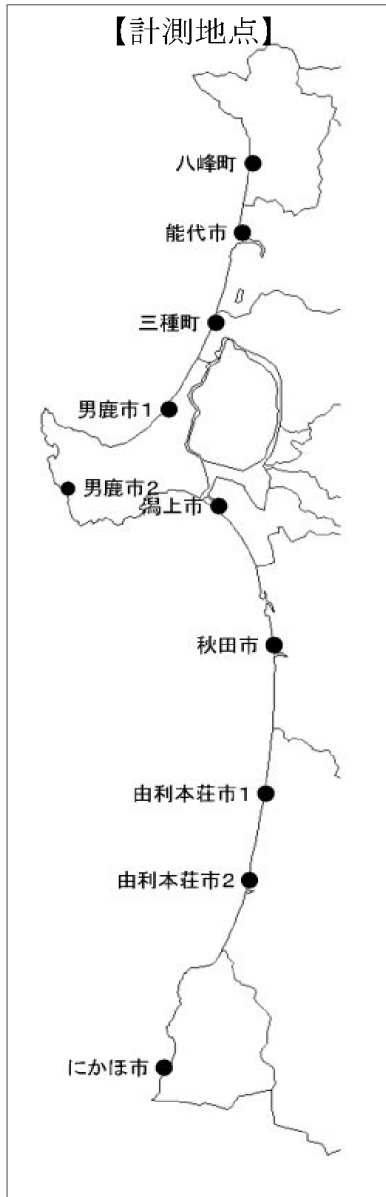 【計測地点】
八峰町
能代市
三種町
男鹿市1
男鹿市2
潟上市
秋田市
由利本荘市1
由利本荘市2
にかほ市